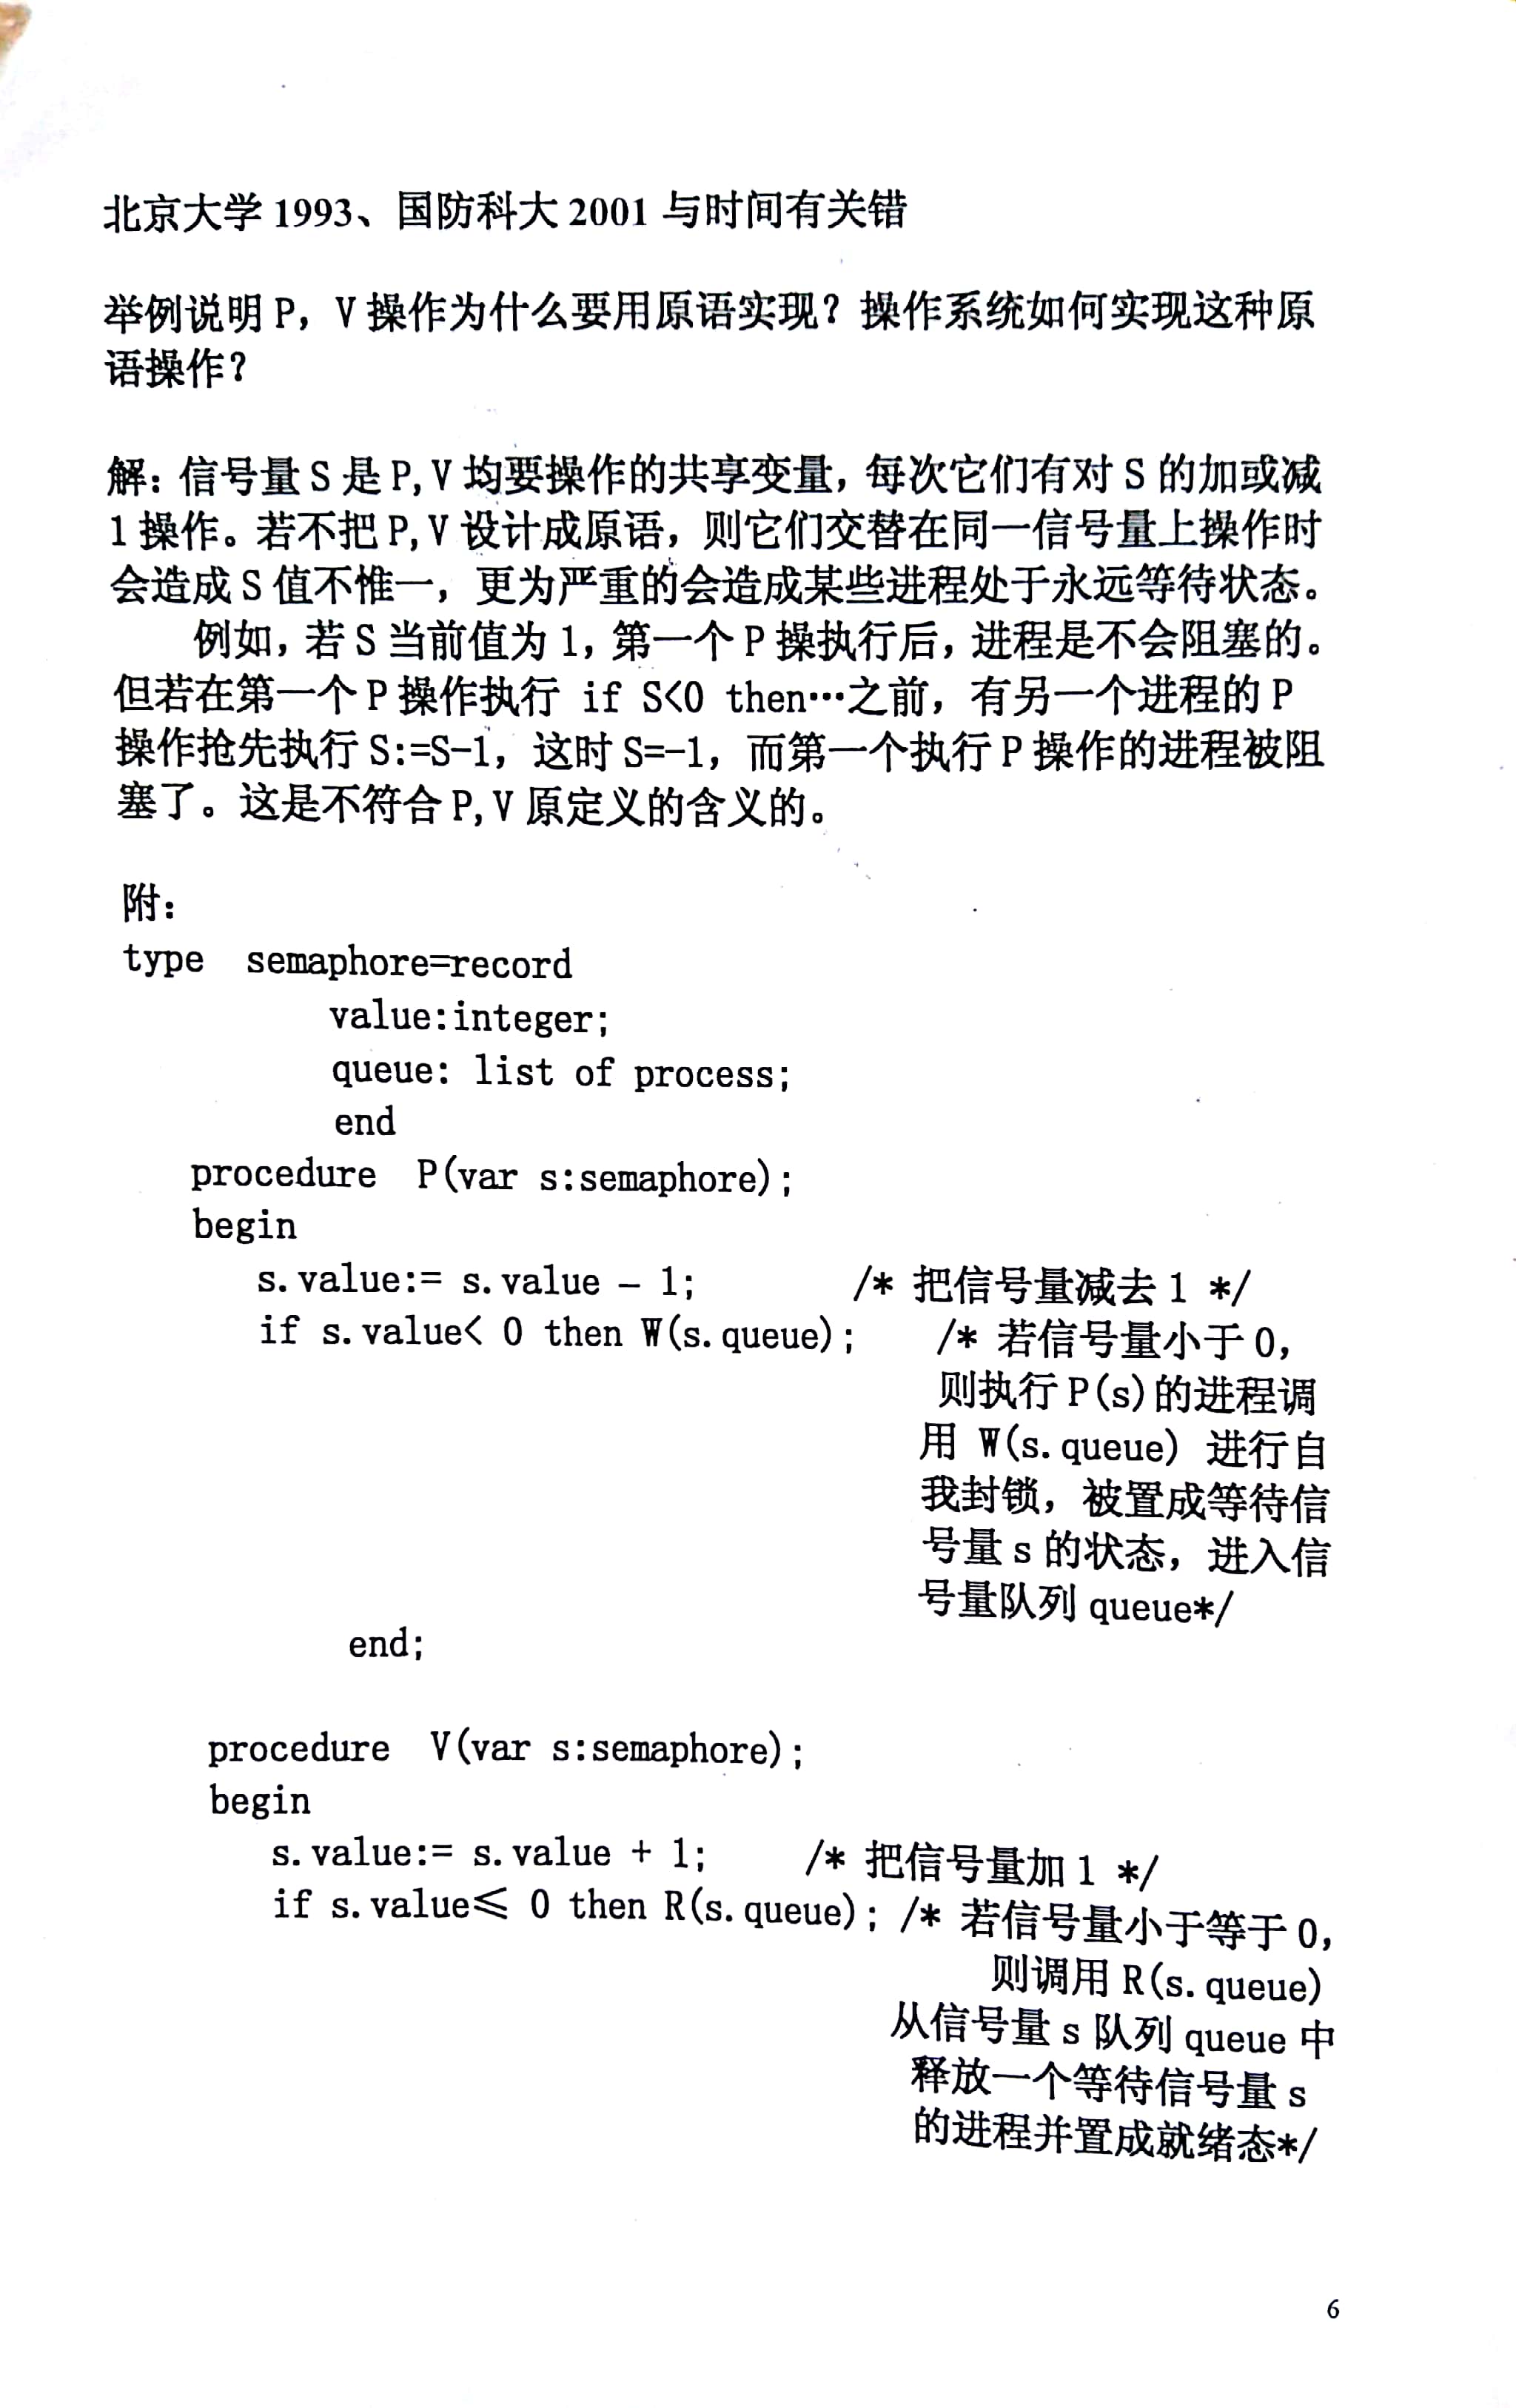 北京大学 1993、国防科大 2001 与时间有关错
举例说明 P，V 操作为什么要用原语实现？操作系统如何实现这种原
语操作？
解：信号量 S 是 P,V 均要操作的共享变量，每次它们有对 S 的加或减
1 操作。若不把 P,V 设计成原语，则它们交替在同一信号量上操作时
会造成 S 值不惟一，更为严重的会造成某些进程处于永远等待状态。
例如，若 S 当前值为 1，第一个 P 操执行后，进程是不会阻塞的。
但若在第一个 P 操作执行 if S<0 then…之前，有另一个进程的 P
操作抢先执行 S:=S-1，这时 S=-1，而第一个执行 P 操作的进程被阻
塞了。这是不符合 P,V 原定义的含义的。
附：
type semaphore=record
value:integer;
queue: list of process;
end
procedure P(var s:semaphore);
begin
s.value:= s.value － 1; /* 把信号量减去 1 */
if s.value< 0 then W(s.queue); /* 若信号量小于 0，
则执行 P(s)的进程调
用 W(s.queue) 进行自
我封锁，被置成等待信
号量 s 的状态，进入信
号量队列 queue*/
end;
procedure V(var s:semaphore);
begin
s.value:= s.value + 1; /* 把信号量加 1 */
if s.value≤ 0 then R(s.queue); /* 若信号量小于等于 0，
则调用 R(s.queue)
从信号量 s 队列 queue 中
释放一个等待信号量 s
的进程并置成就绪态*/
6